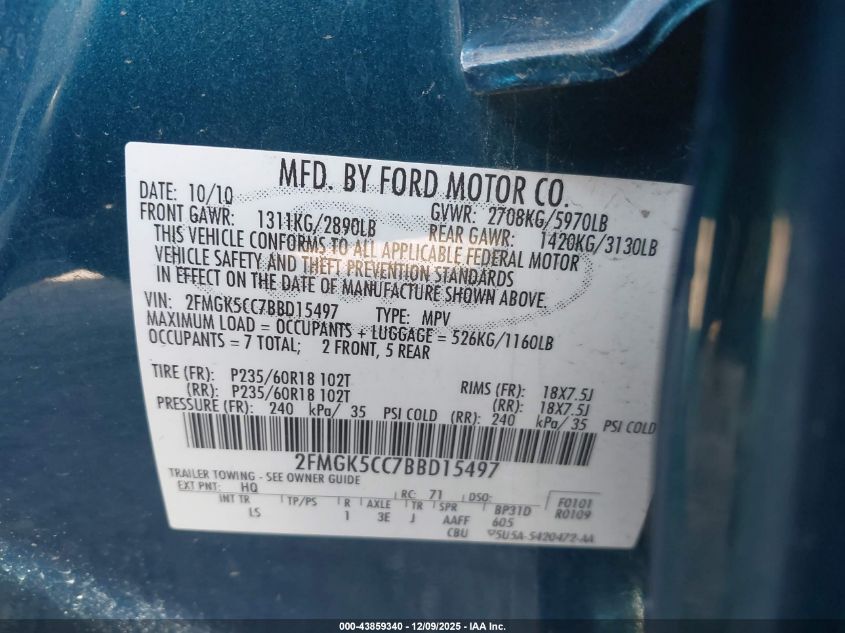 MFD. BY FORD MOTOR CO.
DATE: 10/10 GVWR: 2708KG/5970LB
FRONT GAWR: 1311KG/2890LB REAR GAWR: 1420KG/3130LB
THIS VEHICLE CONFORMS TO ALL APPLICABLE FEDERAL MOTOR
VEHICLE SAFETY AND THEFT PREVENTION STANDARDS
IN EFFECT ON THE DATE OF MANUFACTURE SHOWN ABOVE.
VIN: 2FMGK5CC7BBD15497 TYPE: MPV
MAXIMUM LOAD = OCCUPANTS + LUGGAGE = 526KG/1160LB
OCCUPANTS = 7 TOTAL; 2 FRONT, 5 REAR
TIRE (FR): P235/60R18 102T RIMS (FR): 18X7.5J
(RR): P235/60R18 102T (RR): 18X7.5J
PRESSURE (FR): 240 kPa/ 35 PSI COLD (RR): 240 kPa/ 35 PSI COLD
2FMGK5CC7BBD15497
TRAILER TOWING - SEE OWNER GUIDE
EXT PNT: HQ RC: 71 DSO: F0101
INT TR TP/PS R AXLE TR SPR BP31D R0109
LS 1 3E J AAFF 605
CBU 5U5A-5420472-AA
000-43859340 - 12/09/2025 - IAA Inc.